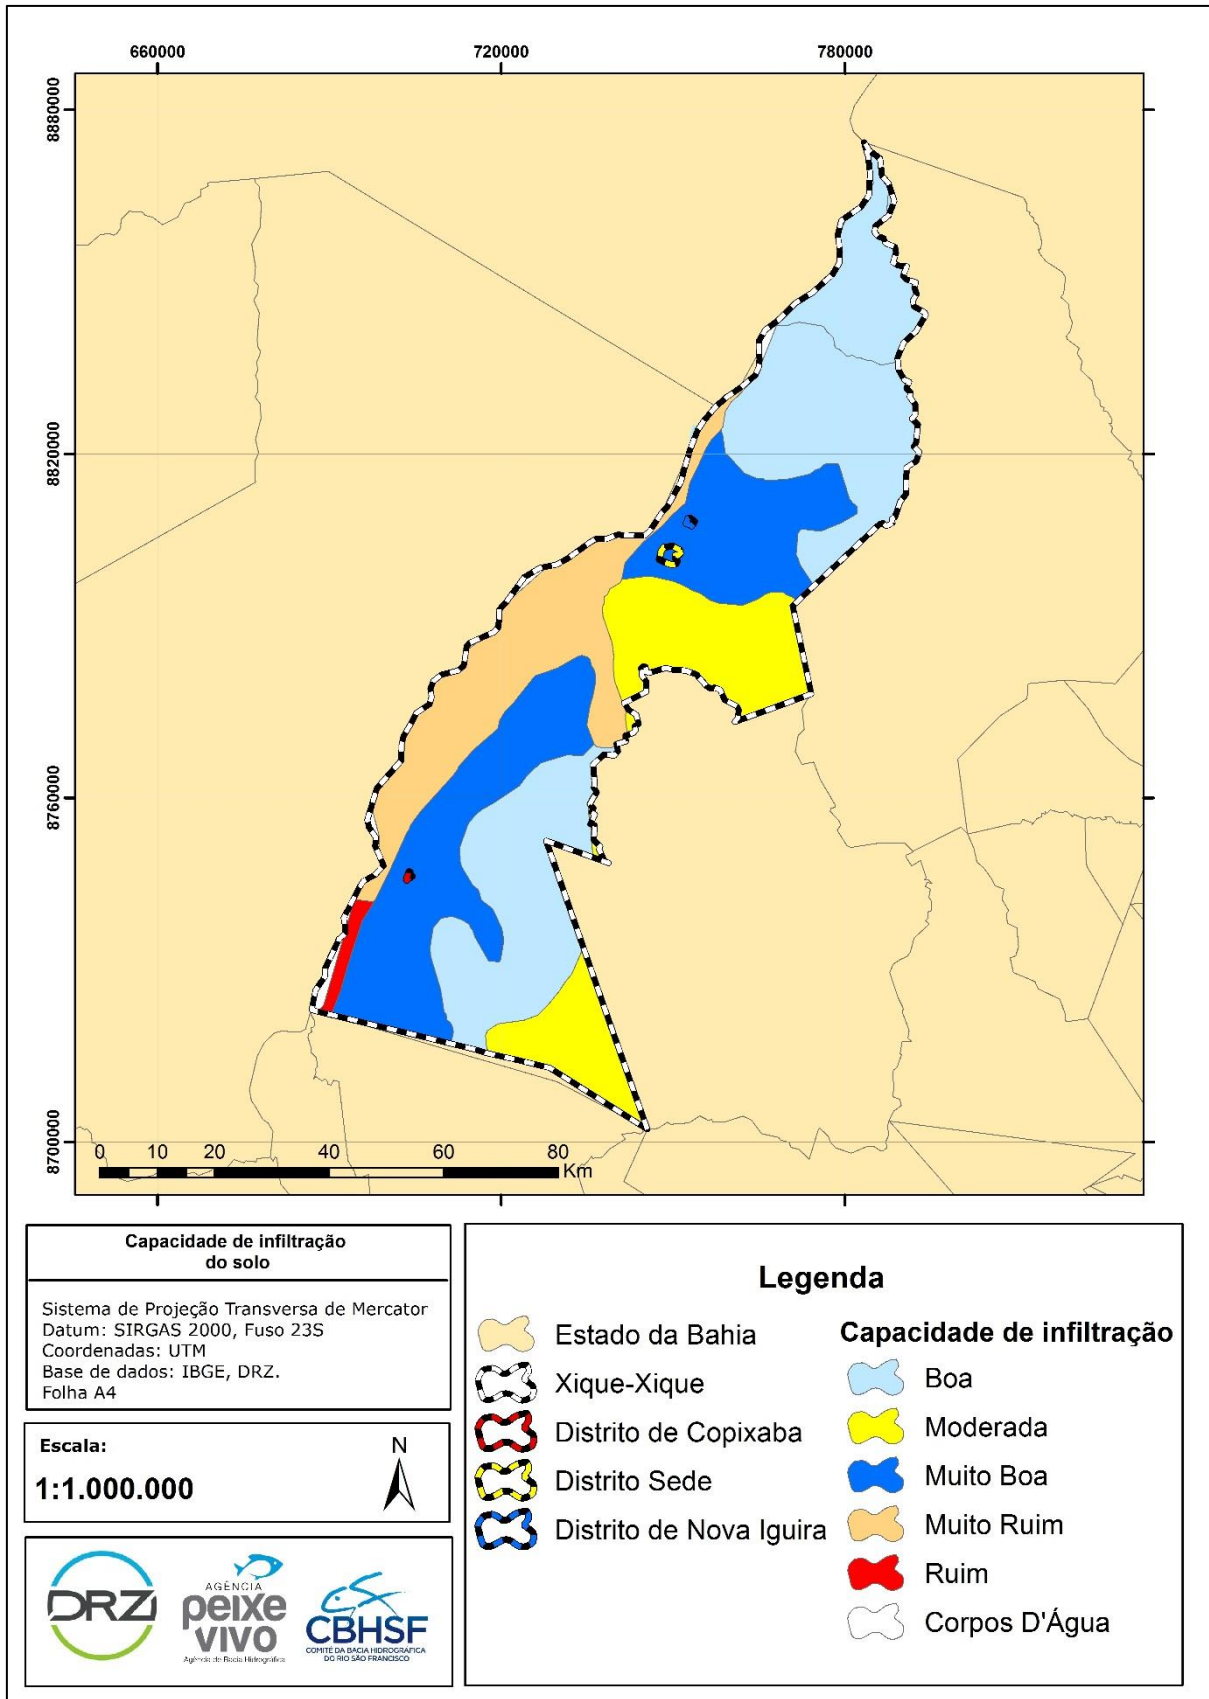 660000
720000
780000
8880000
8820000
8760000
8700000
0 10 20 40 60 80
Km
Capacidade de infiltração
do solo
Sistema de Projeção Transversa de Mercator
Datum: SIRGAS 2000, Fuso 23S
Coordenadas: UTM
Base de dados: IBGE, DRZ.
Folha A4
Escala:
1:1.000.000
N
DRZ
AGÊNCIA
peixe
vivo
Agência de Bacia Hidrográfica
CBHSF
COMITÊ DA BACIA HIDROGRÁFICA
DO RIO SÃO FRANCISCO
Legenda
Estado da Bahia
Xique-Xique
Distrito de Copixaba
Distrito Sede
Distrito de Nova Iguira
Capacidade de infiltração
Boa
Moderada
Muito Boa
Muito Ruim
Ruim
Corpos D'Água